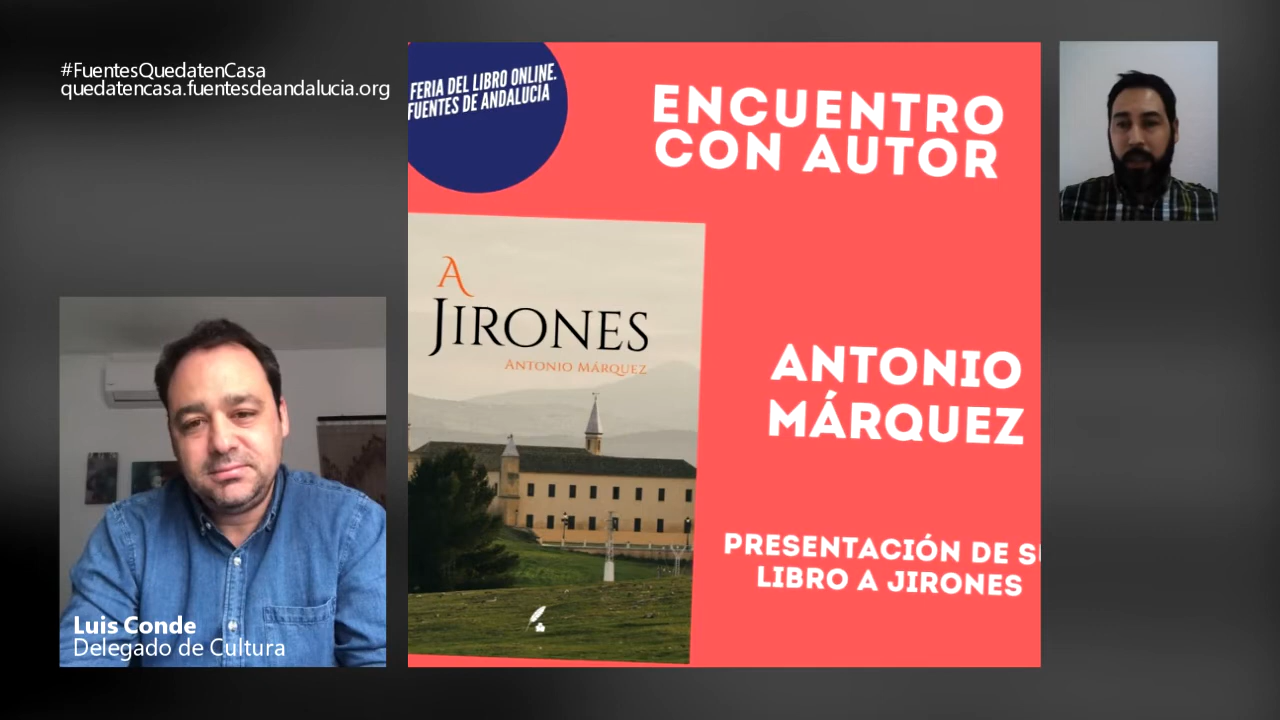 #FuentesQuedatenCasa
quedatencasa.fuentesdeandalucia.org
FERIA DEL LIBRO ONLINE.
FUENTES DE ANDALUCÍA
ENCUENTRO
CON AUTOR
A
JIRONES
ANTONIO MÁRQUEZ
ANTONIO
MÁRQUEZ
PRESENTACIÓN DE
LIBRO A JIRONES
Luis Conde
Delegado de Cultura